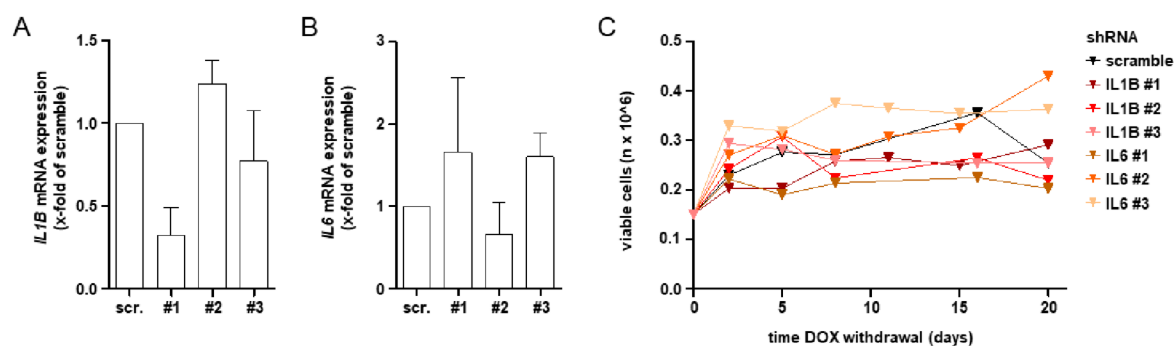 A
IL1B mRNA expression
(x-fold of scramble)
1.5
1.0
0.5
0.0
scr. #1 #2 #3
B
IL6 mRNA expression
(x-fold of scramble)
3
2
1
0
scr. #1 #2 #3
C
viable cells (n x 10^6)
0.5
0.4
0.3
0.2
0.1
0.0
0 5 10 15 20
time DOX withdrawal (days)
shRNA
scramble
IL1B #1
IL1B #2
IL1B #3
IL6 #1
IL6 #2
IL6 #3